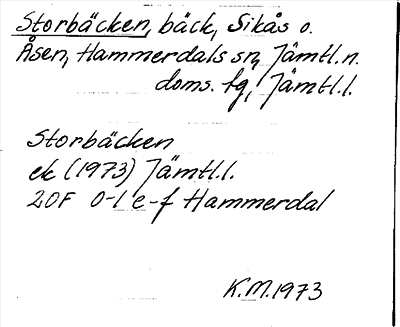 Storbäcken, bäck, Sikås o.
Åsen, Hammerdals sn, Jämtl. n.
doms. fg, Jämtl. l.
Storbäcken
ek (1973) Jämtl.l.
20F 0-1 e-f Hammerdal
K.M. 1973